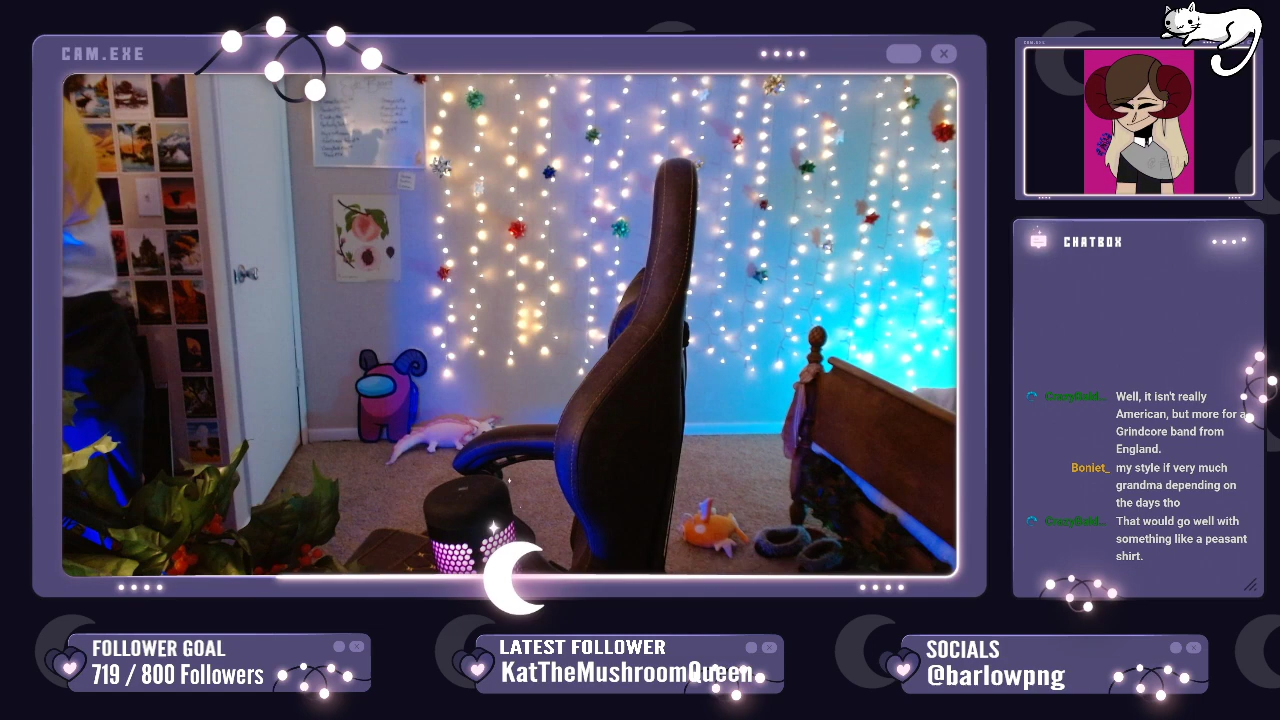 CAM.EXE
CAM.EXE
CHATBOX
Well, it isn't really
American, but more for a
Grindcore band from
England.
Boniet_ my style if very much
grandma depending on
the days tho
That would go well with
something like a peasant
shirt.
FOLLOWER GOAL
719 / 800 Followers
LATEST FOLLOWER
KatTheMushroomQueen
SOCIALS
@barlowpng